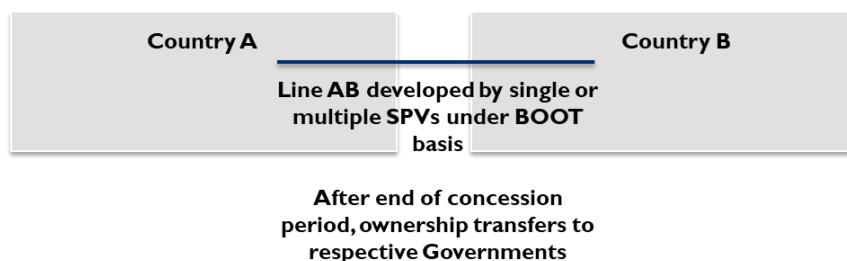 Country A
Country B
Line AB developed by single or
multiple SPVs under BOOT
basis
After end of concession
period, ownership transfers to
respective Governments